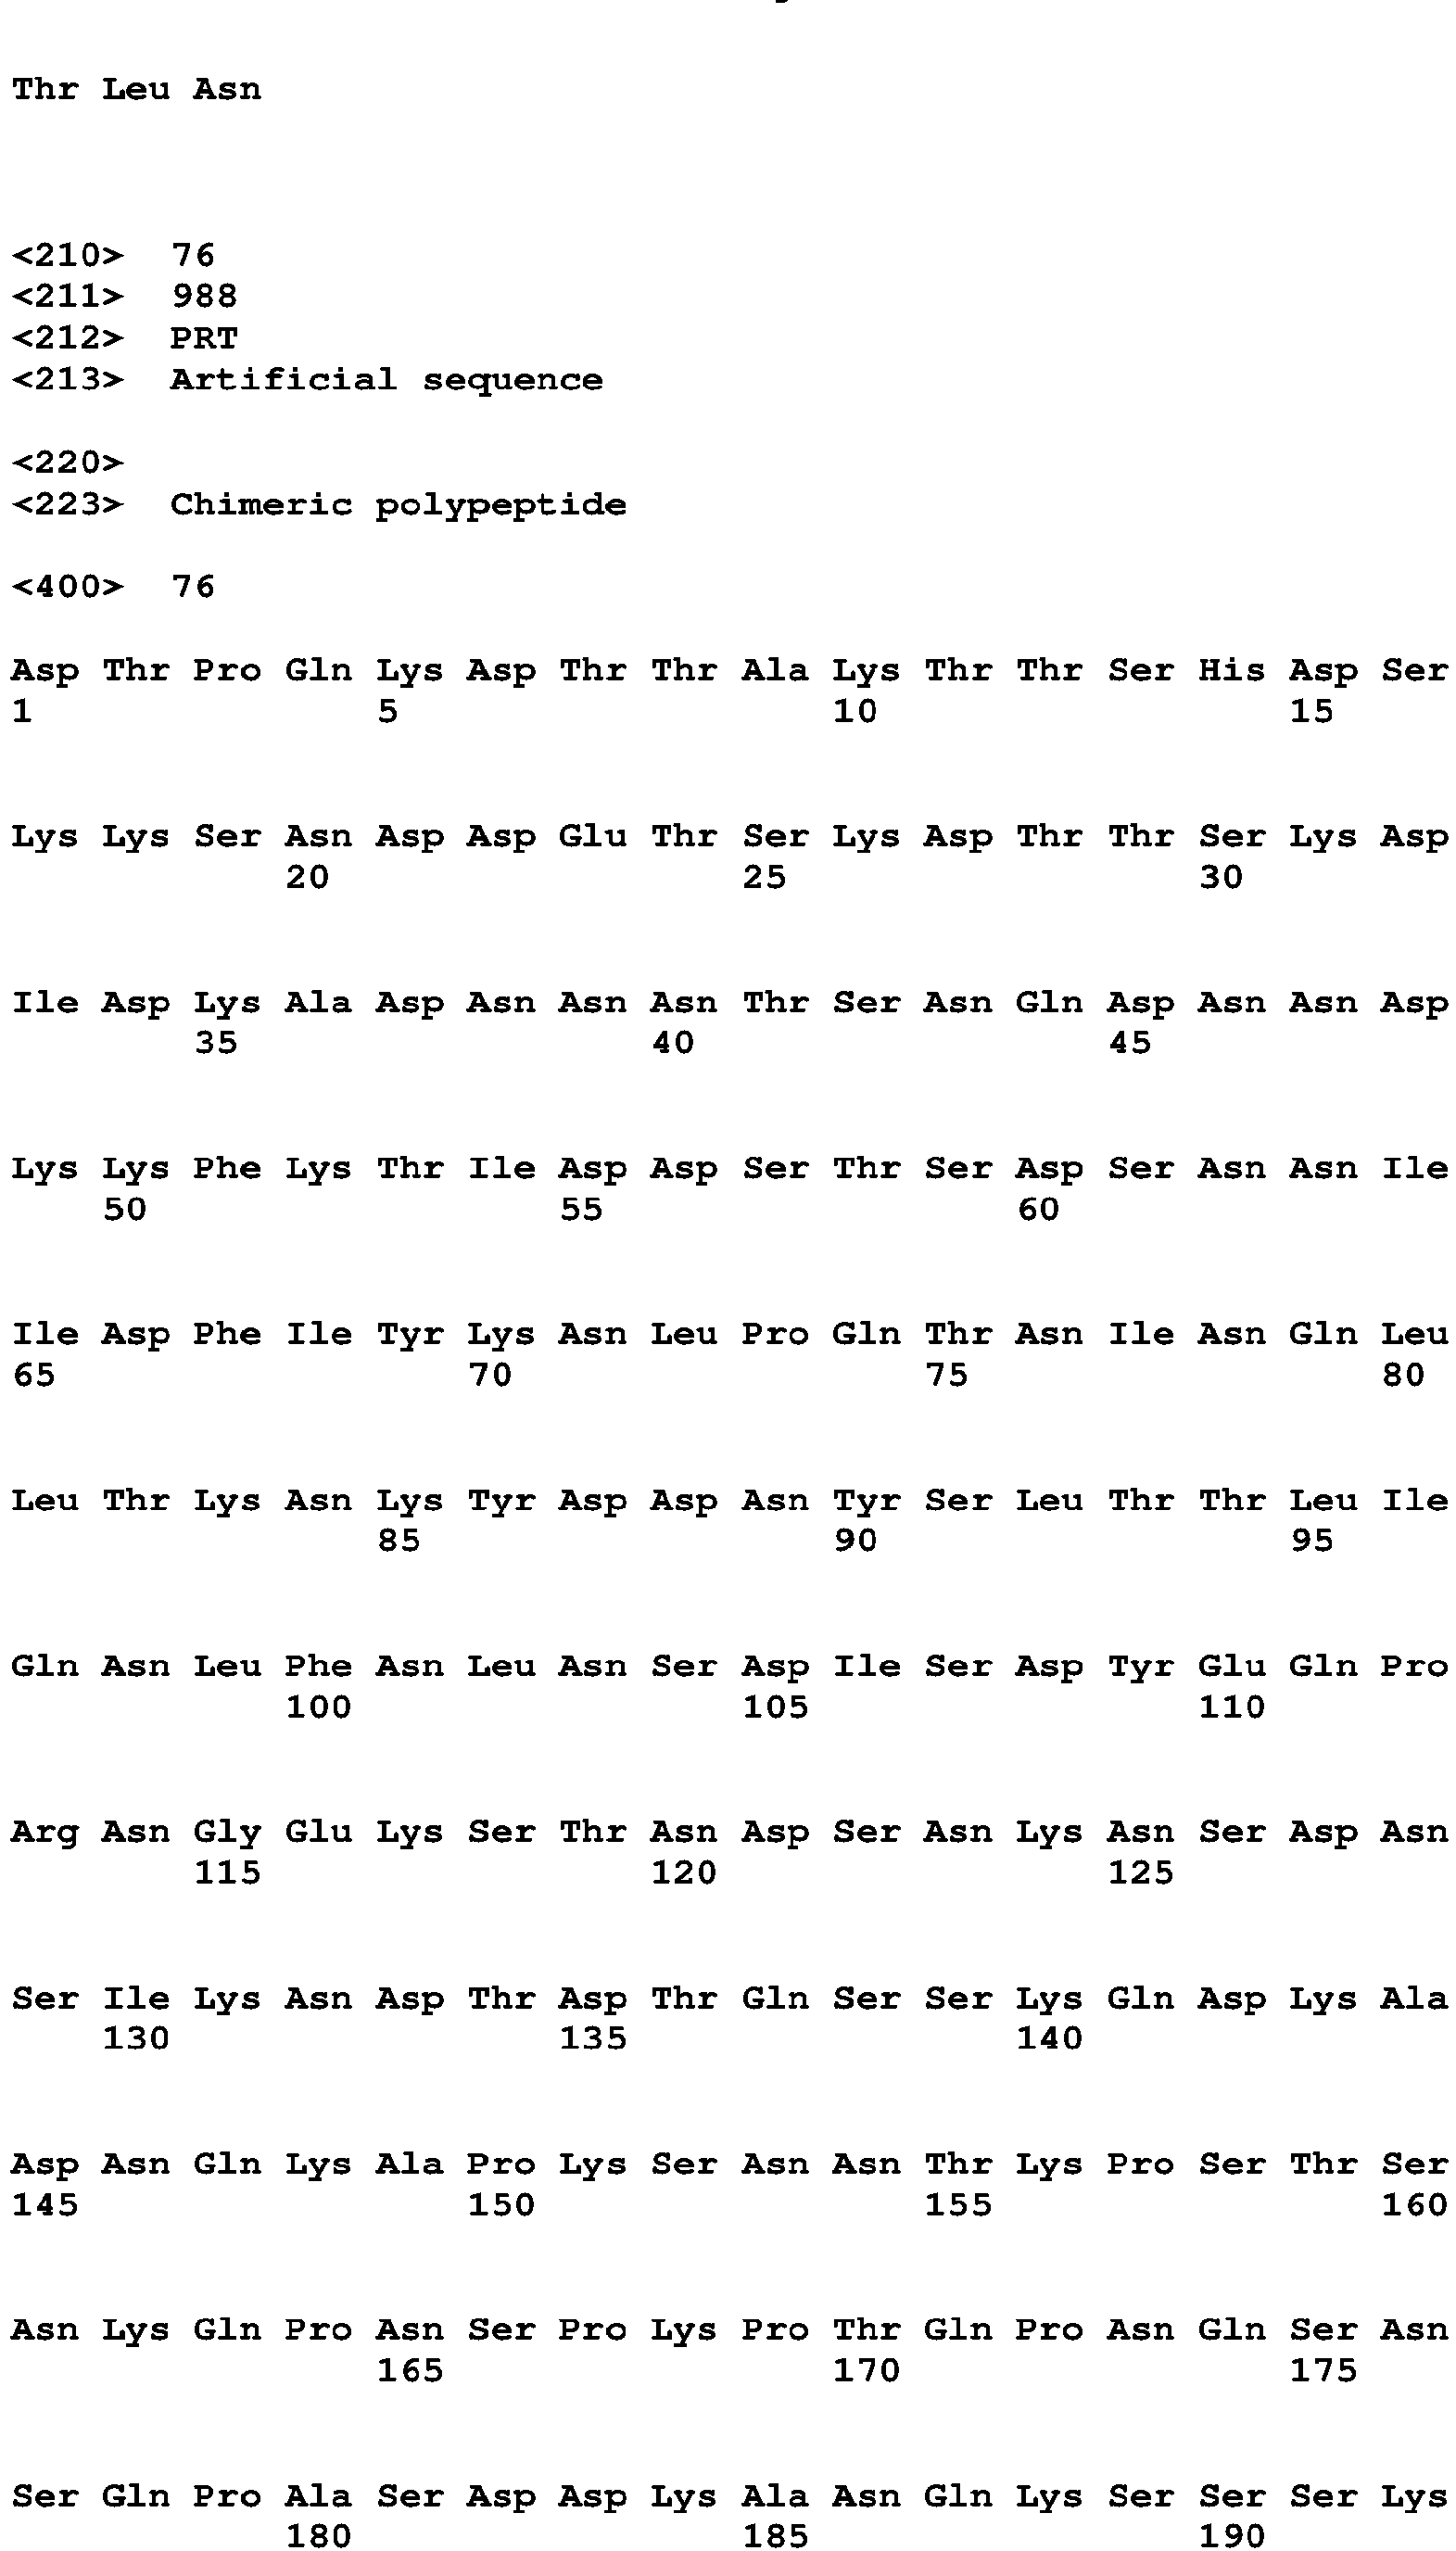 Thr Leu Asn
<210> 76
<211> 988
<212> PRT
<213> Artificial sequence
<220>
<223> Chimeric polypeptide
<400> 76
Asp Thr Pro Gln Lys Asp Thr Thr Ala Lys Thr Thr Ser His Asp Ser
1 5 10 15
Lys Lys Ser Asn Asp Asp Glu Thr Ser Lys Asp Thr Thr Ser Lys Asp
20 25 30
Ile Asp Lys Ala Asp Asn Asn Asn Thr Ser Asn Gln Asp Asn Asn Asp
35 40 45
Lys Lys Phe Lys Thr Ile Asp Asp Ser Thr Ser Asp Ser Asn Asn Ile
50 55 60
Ile Asp Phe Ile Tyr Lys Asn Leu Pro Gln Thr Asn Ile Asn Gln Leu
65 70 75 80
Leu Thr Lys Asn Lys Tyr Asp Asp Asn Tyr Ser Leu Thr Thr Leu Ile
85 90 95
Gln Asn Leu Phe Asn Leu Asn Ser Asp Ile Ser Asp Tyr Glu Gln Pro
100 105 110
Arg Asn Gly Glu Lys Ser Thr Asn Asp Ser Asn Lys Asn Ser Asp Asn
115 120 125
Ser Ile Lys Asn Asp Thr Asp Thr Gln Ser Ser Lys Gln Asp Lys Ala
130 135 140
Asp Asn Gln Lys Ala Pro Lys Ser Asn Asn Thr Lys Pro Ser Thr Ser
145 150 155 160
Asn Lys Gln Pro Asn Ser Pro Lys Pro Thr Gln Pro Asn Gln Ser Asn
165 170 175
Ser Gln Pro Ala Ser Asp Asp Lys Ala Asn Gln Lys Ser Ser Ser Lys
180 185 190